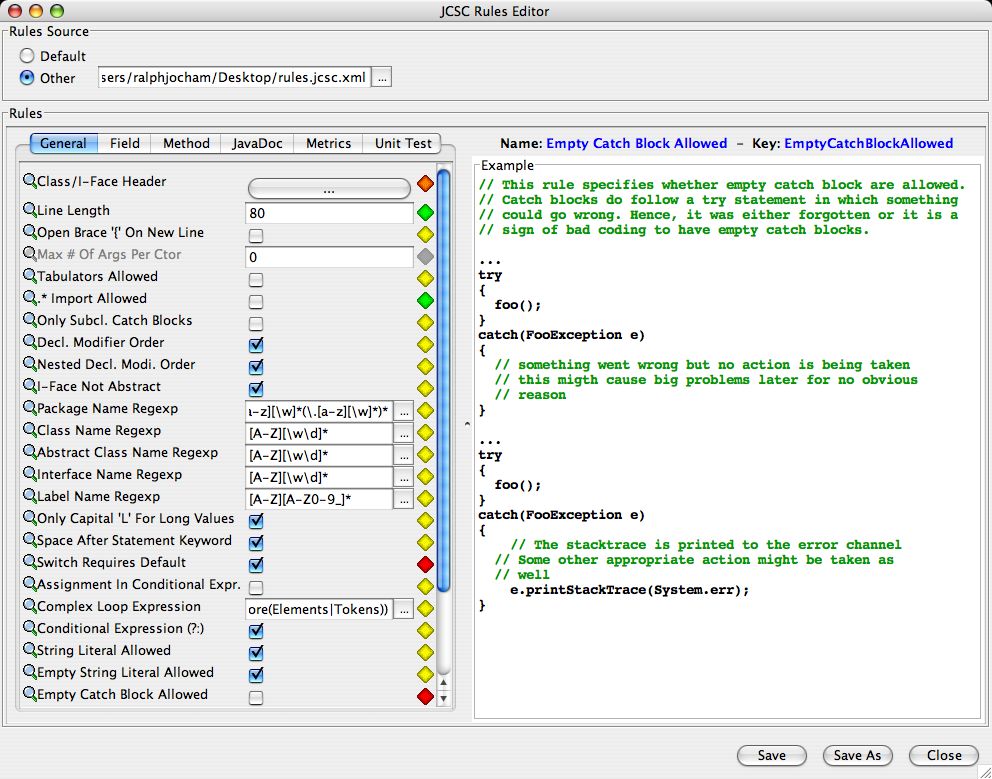 JCSC Rules Editor
Rules Source
Default
Other sers/ralphjocham/Desktop/rules.jcsc.xml ...
Rules
General Field Method JavaDoc Metrics Unit Test
Class/I-Face Header ...
Line Length 80
Open Brace '{' On New Line
Max # Of Args Per Ctor 0
Tabulators Allowed
.* Import Allowed
Only Subcl. Catch Blocks
Decl. Modifier Order
Nested Decl. Modi. Order
I-Face Not Abstract
Package Name Regexp a-z][\w]*(\.[a-z][\w]*)* ...
Class Name Regexp [A-Z][\w\d]* ...
Abstract Class Name Regexp [A-Z][\w\d]* ...
Interface Name Regexp [A-Z][\w\d]* ...
Label Name Regexp [A-Z][A-Z0-9_]* ...
Only Capital 'L' For Long Values
Space After Statement Keyword
Switch Requires Default
Assignment In Conditional Expr.
Complex Loop Expression ore(Elements|Tokens)) ...
Conditional Expression (?:)
String Literal Allowed
Empty String Literal Allowed
Empty Catch Block Allowed
Name: Empty Catch Block Allowed - Key: EmptyCatchBlockAllowed
Example
// This rule specifies whether empty catch block are allowed.
// Catch blocks do follow a try statement in which something
// could go wrong. Hence, it was either forgotten or it is a
// sign of bad coding to have empty catch blocks.
...
try
{
foo();
}
catch(FooException e)
{
// something went wrong but no action is being taken
// this migth cause big problems later for no obvious
// reason
}
...
try
{
foo();
}
catch(FooException e)
{
// The stacktrace is printed to the error channel
// Some other appropriate action might be taken as
// well
e.printStackTrace(System.err);
}
Save Save As Close